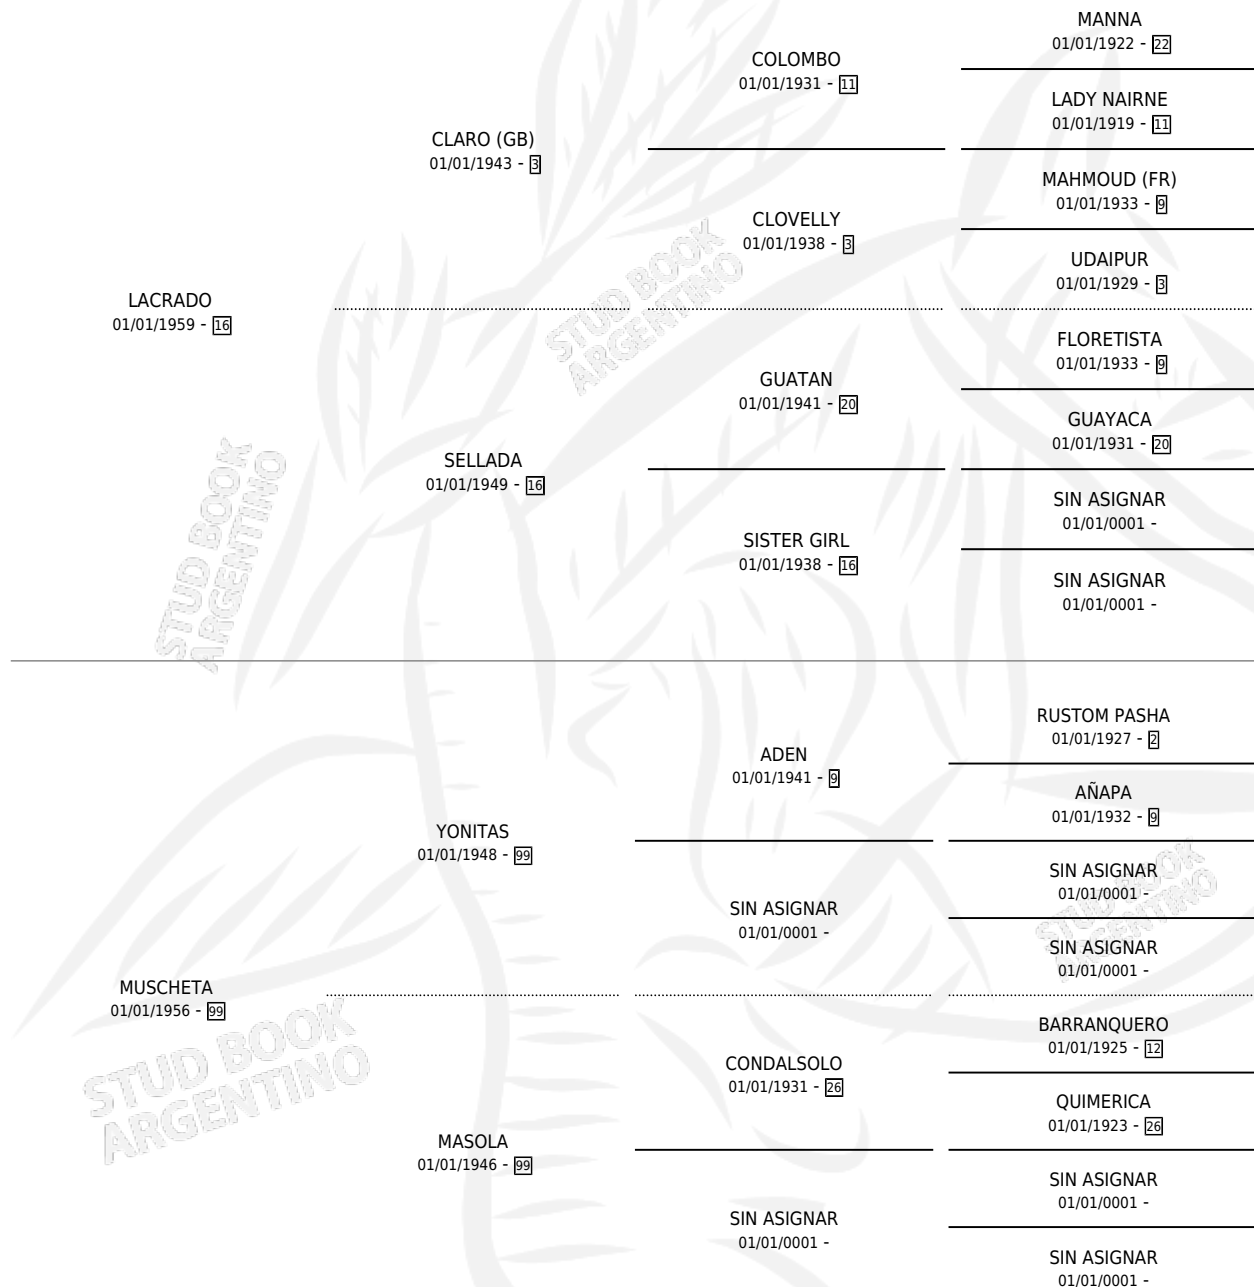 MANNA
01/01/1922 - 22
COLOMBO
01/01/1931 - 11
LADY NAIRNE
01/01/1919 - 11
CLARO (GB)
01/01/1943 - 3
MAHMOUD (FR)
01/01/1933 - 9
CLOVELLY
01/01/1938 - 3
UDAIPUR
01/01/1929 - 3
LACRADO
01/01/1959 - 16
FLORETISTA
01/01/1933 - 9
GUATAN
01/01/1941 - 20
GUAYACA
01/01/1931 - 20
SELLADA
01/01/1949 - 16
SIN ASIGNAR
01/01/0001 -
SISTER GIRL
01/01/1938 - 16
SIN ASIGNAR
01/01/0001 -
STUD BOOK
ARGENTINO
STUD BOOK
ARGENTINO
RUSTOM PASHA
01/01/1927 - 2
ADEN
01/01/1941 - 9
AÑAPA
01/01/1932 - 9
YONITAS
01/01/1948 - 99
SIN ASIGNAR
01/01/0001 -
SIN ASIGNAR
01/01/0001 -
SIN ASIGNAR
01/01/0001 -
STUD BOOK
ARGENTINO
MUSCHETA
01/01/1956 - 99
BARRANQUERO
01/01/1925 - 12
CONDALSOLO
01/01/1931 - 26
QUIMERICA
01/01/1923 - 26
MASOLA
01/01/1946 - 99
SIN ASIGNAR
01/01/0001 -
SIN ASIGNAR
01/01/0001 -
SIN ASIGNAR
01/01/0001 -
STUD BOOK
ARGENTINO